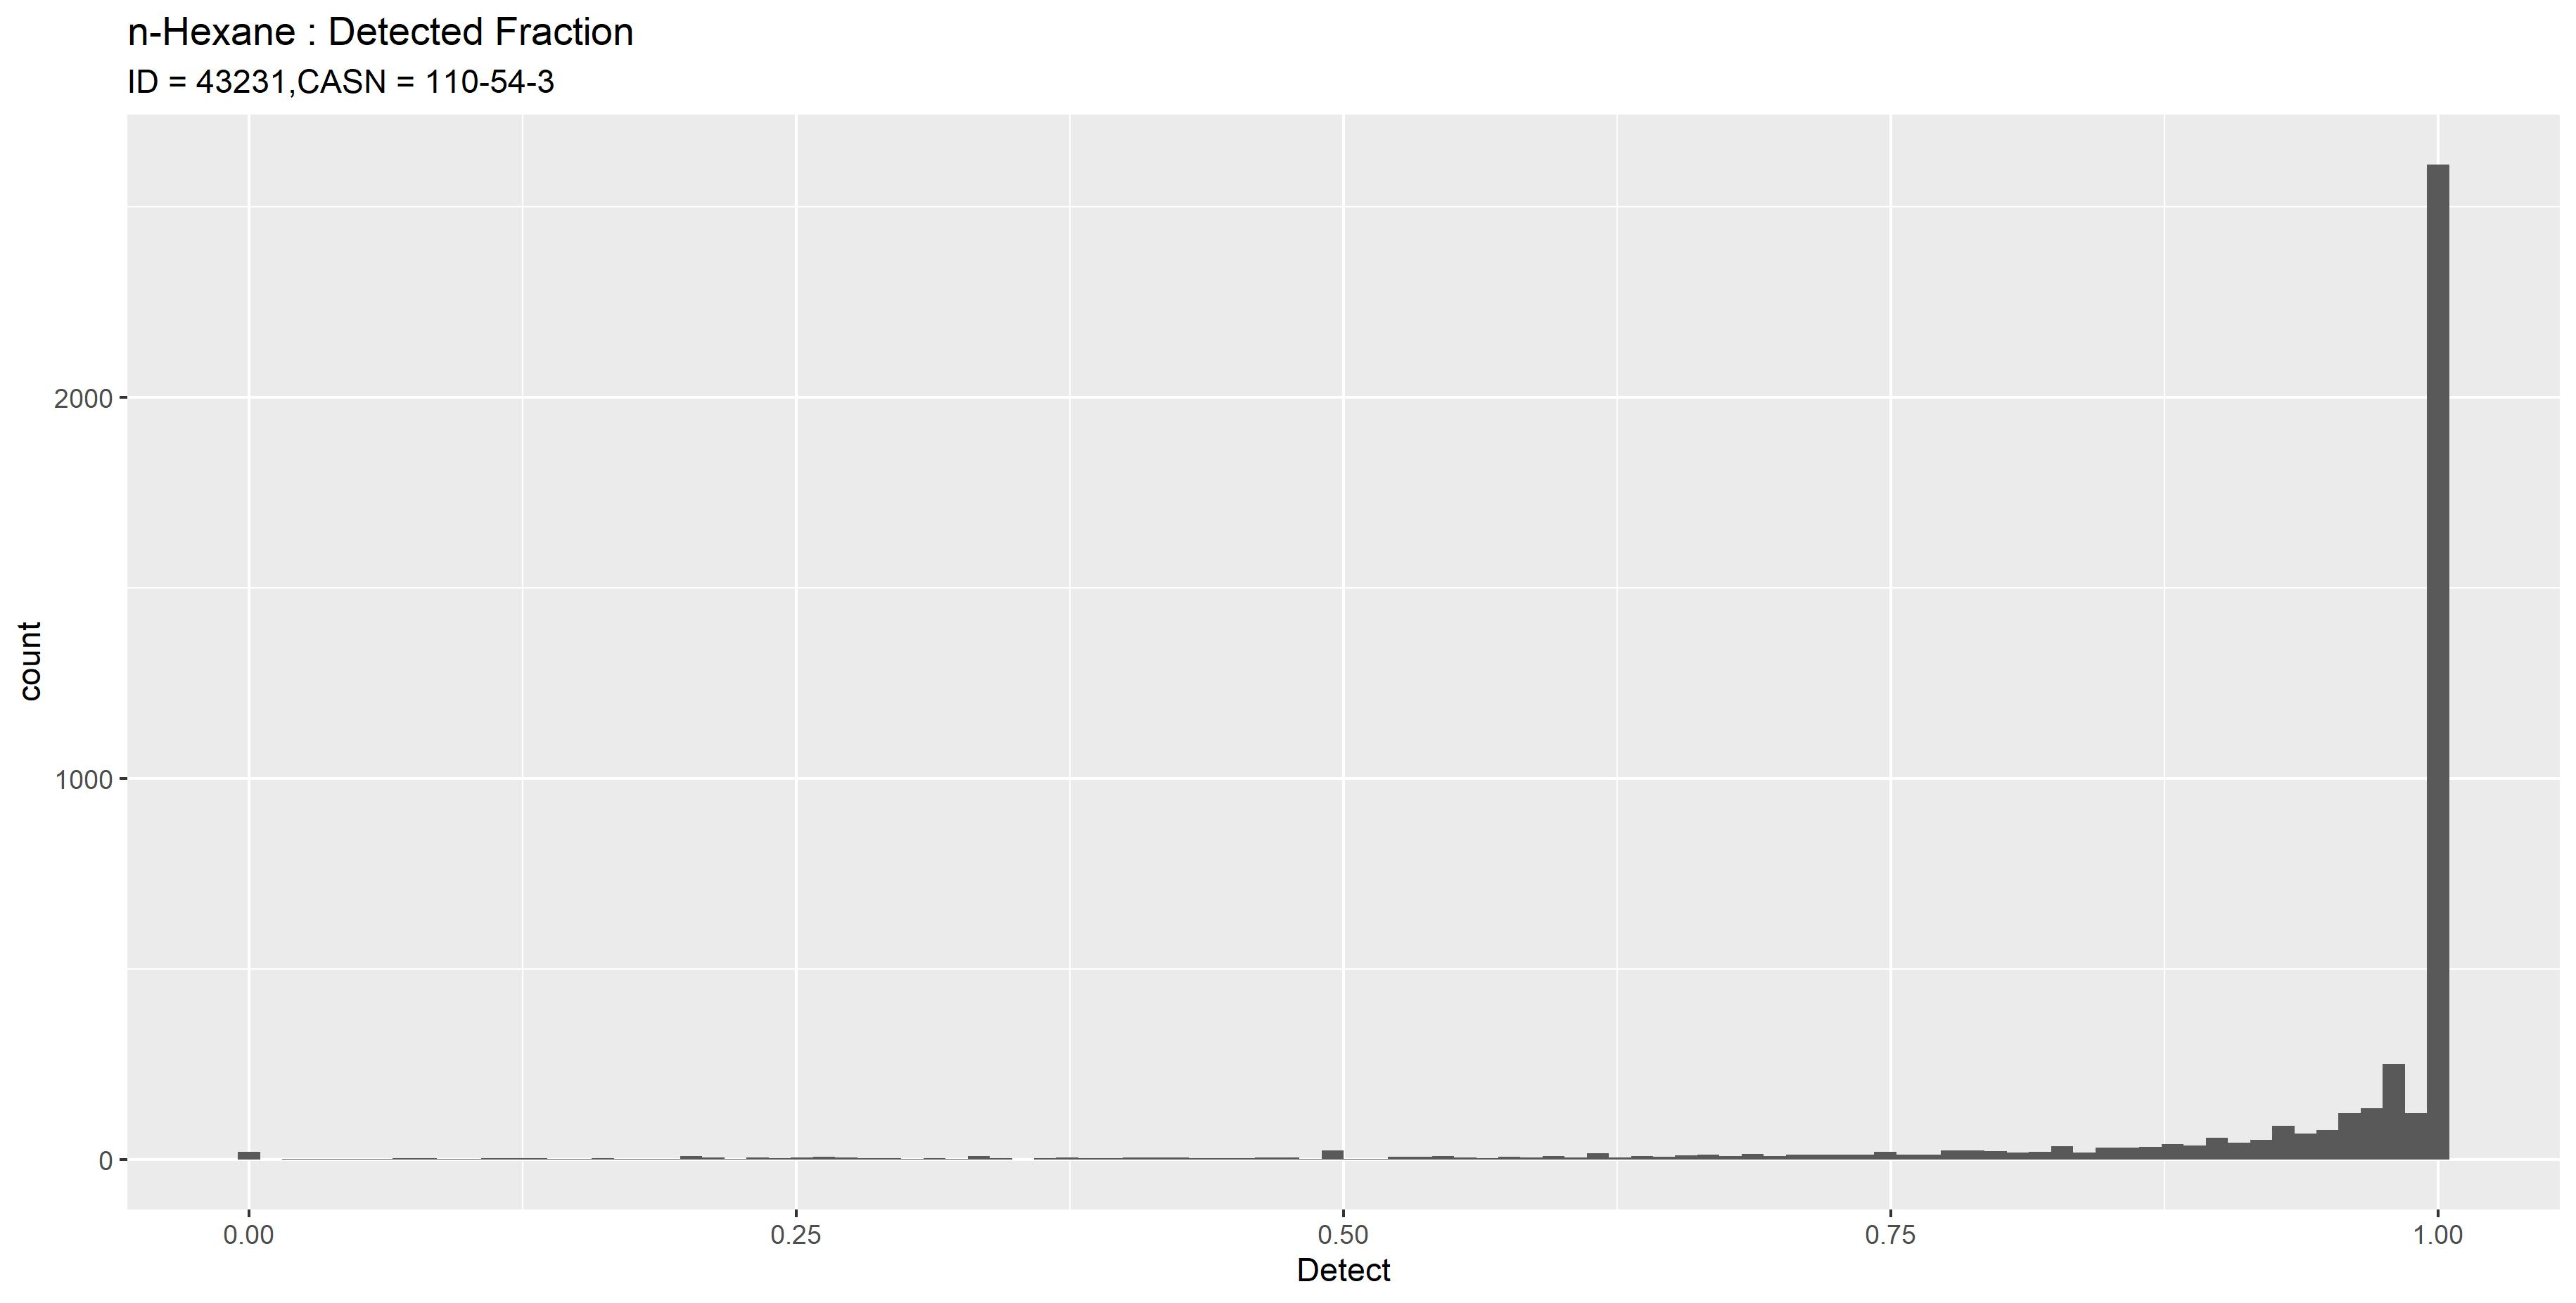 n-Hexane : Detected Fraction
ID = 43231,CASN = 110-54-3
count
2000
1000
0
0.00
0.25
0.50
0.75
1.00
Detect